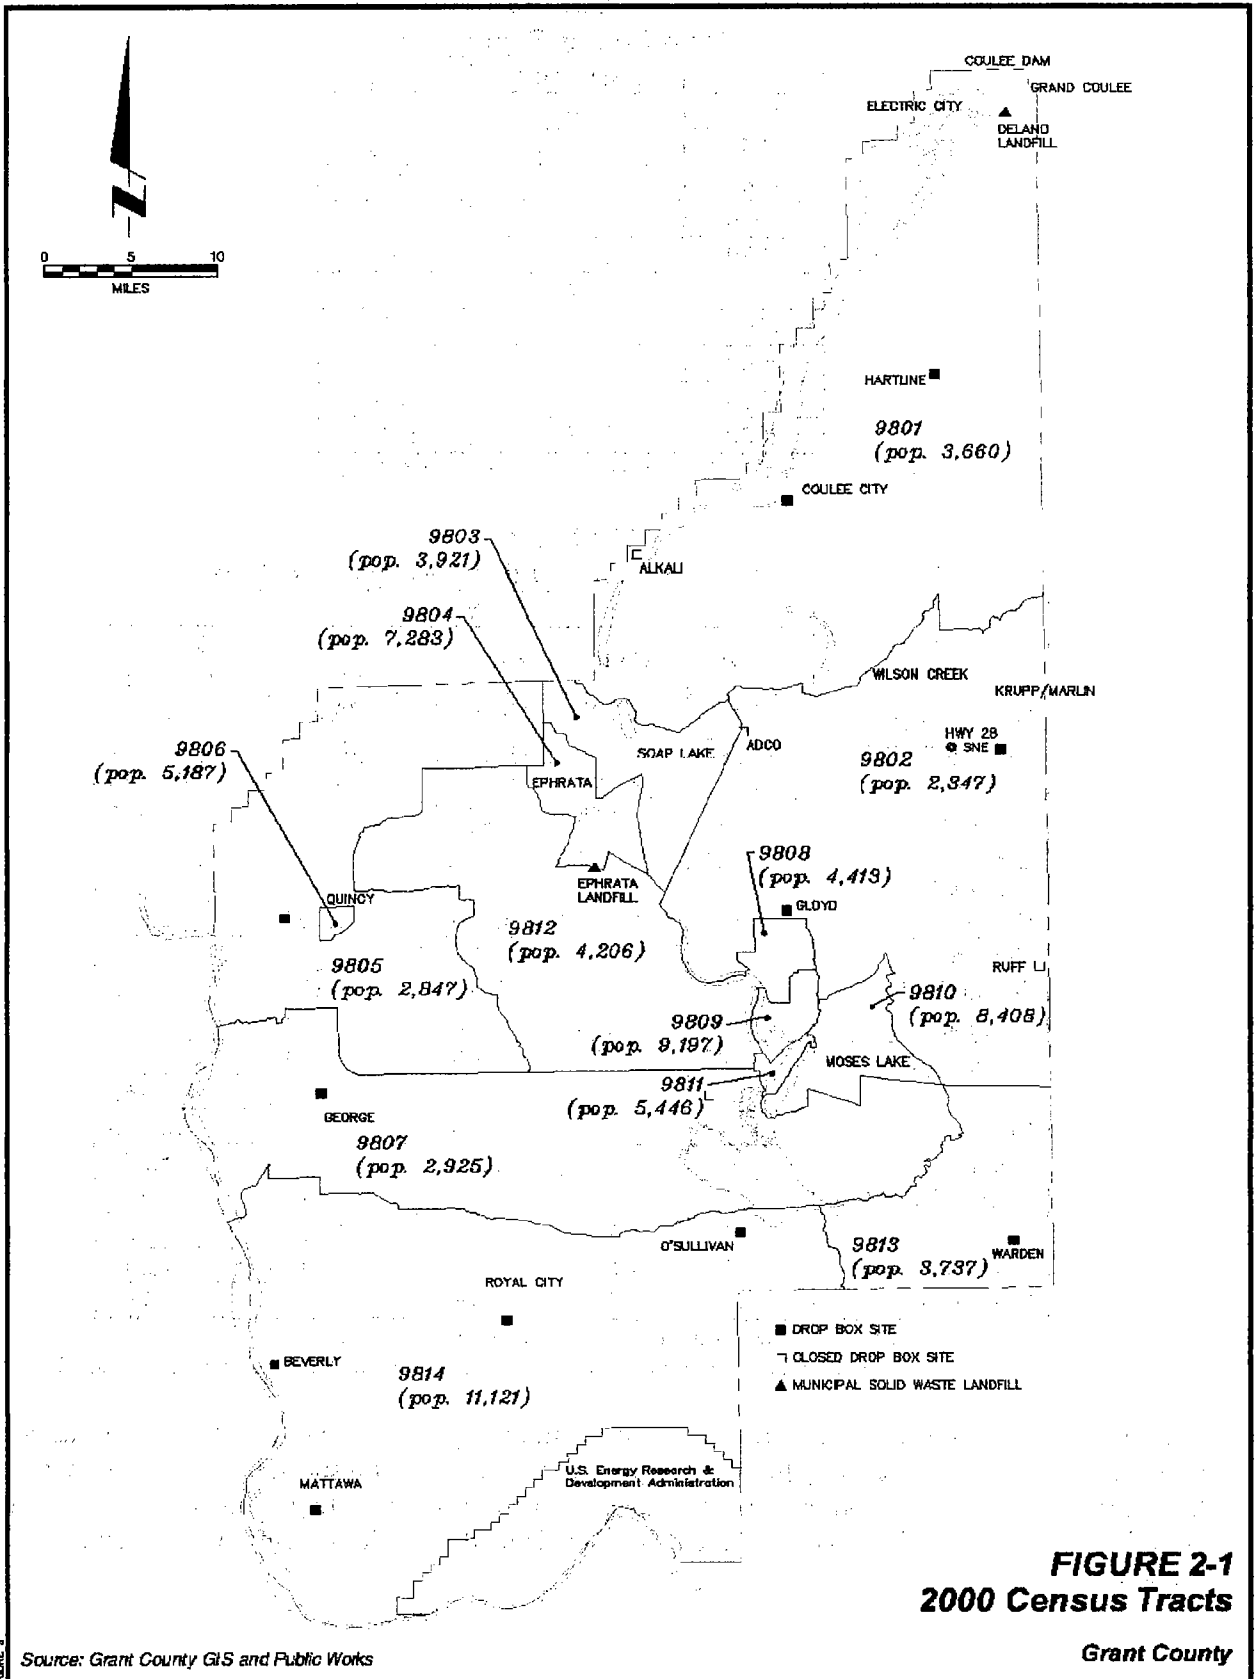 COULEE DAM
GRAND COULEE
ELECTRIC CITY
DELANO
LANDFILL
0 5 10
MILES
HARTLINE
9801
(pop. 3,660)
COULEE CITY
9803
(pop. 3,921)
ALKALI
9804
(pop. 7,283)
WILSON CREEK
KRUPP/MARLIN
9806
(pop. 5,187)
SOAP LAKE
ADCO
HWY 28
SNE
9802
(pop. 2,347)
EPHRATA
9808
(pop. 4,413)
EPHRATA
LANDFILL
GLOYD
QUINCY
9812
(pop. 4,206)
9805
(pop. 2,847)
RUFF
9810
(pop. 8,408)
9809
(pop. 9,197)
MOSES LAKE
9811
(pop. 5,446)
GEORGE
9807
(pop. 2,925)
O'SULLIVAN
9813
(pop. 3,737)
WARDEN
ROYAL CITY
DROP BOX SITE
CLOSED DROP BOX SITE
MUNICIPAL SOLID WASTE LANDFILL
BEVERLY
9814
(pop. 11,121)
U.S. Energy Research &
Development Administration
MATTAWA
FIGURE 2-1
2000 Census Tracts
Grant County
Source: Grant County GIS and Public Works